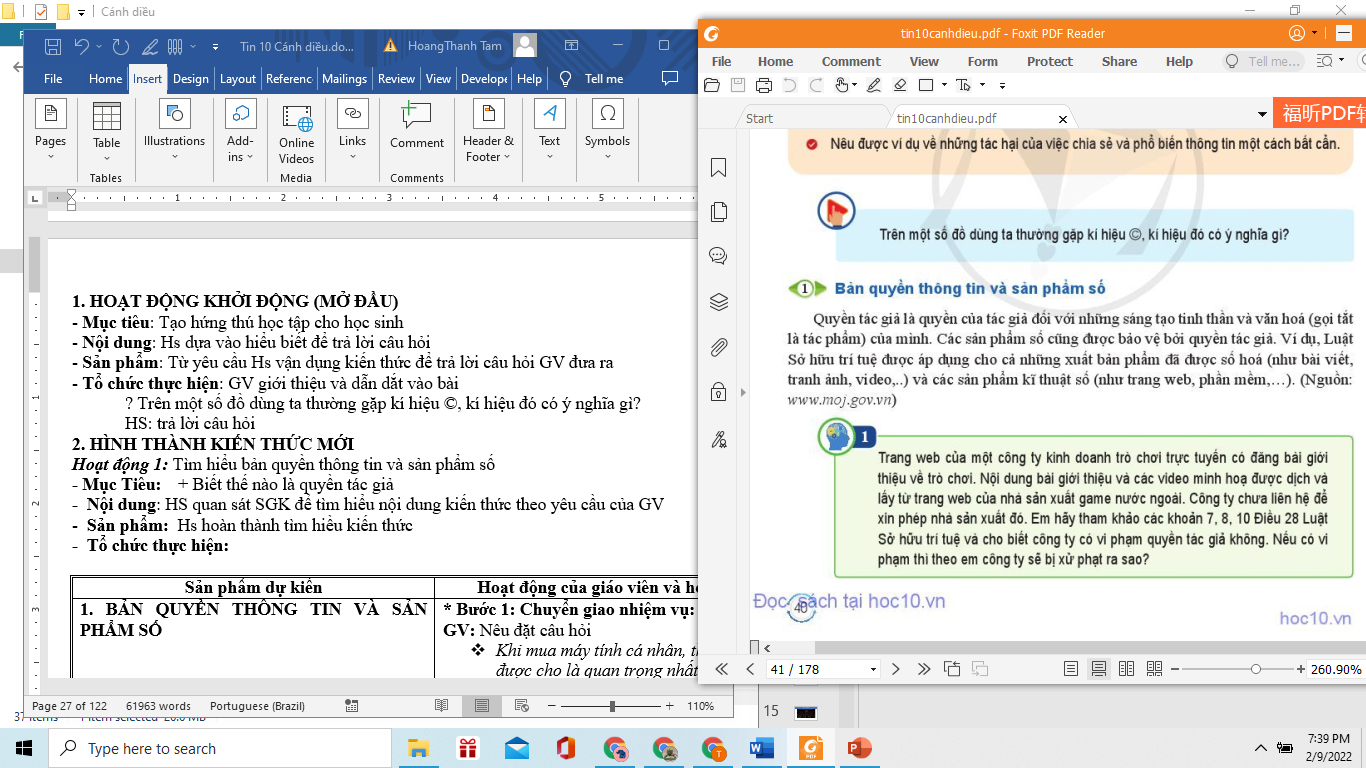 Cánh diều
Tin 10 Cánh diều.do...
HoangThanh Tam
File Home Insert Design Layout Referenc Mailings Review View Develope Help Tell me
Pages
Table
Illustrations
Add-
ins
Online
Videos
Links
Comment
Header &
Footer
Text
Symbols
Tables
Media
Comments
1 2 3 4 5
1. HOẠT ĐỘNG KHỞI ĐỘNG (MỞ ĐẦU)
- Mục tiêu: Tạo hứng thú học tập cho học sinh
- Nội dung: Hs dựa vào hiểu biết để trả lời câu hỏi
- Sản phẩm: Từ yêu cầu Hs vận dụng kiến thức để trả lời câu hỏi GV đưa ra
- Tổ chức thực hiện: GV giới thiệu và dẫn dắt vào bài
? Trên một số đồ dùng ta thường gặp kí hiệu ©, kí hiệu đó có ý nghĩa gì?
HS: trả lời câu hỏi
2. HÌNH THÀNH KIẾN THỨC MỚI
Hoạt động 1: Tìm hiểu bản quyền thông tin và sản phẩm số
- Mục Tiêu: + Biết thế nào là quyền tác giả
- Nội dung: HS quan sát SGK để tìm hiểu nội dung kiến thức theo yêu cầu của GV
- Sản phẩm: Hs hoàn thành tìm hiều kiến thức
- Tổ chức thực hiện:
Sản phẩm dự kiến
Hoạt động của giáo viên và họ
1. BẢN QUYỀN THÔNG TIN VÀ SẢN
PHẨM SỐ
* Bước 1: Chuyển giao nhiệm vụ:
GV: Nêu đặt câu hỏi
❖ Khi mua máy tính cá nhân,
được cho là quan trọng nhất
Page 27 of 122 61963 words Portuguese (Brazil) 110%
tin10canhdieu.pdf - Foxit PDF Reader
File Home Comment View Form Protect Share Help Tell me...
Start
tin10canhdieu.pdf
福昕PDF
Nêu được ví dụ về những tác hại của việc chia sẻ và phổ biến thông tin một cách bất cẩn.
Trên một số đồ dùng ta thường gặp kí hiệu ©, kí hiệu đó có ý nghĩa gì?
1 Bản quyền thông tin và sản phẩm số
Quyền tác giả là quyền của tác giả đối với những sáng tạo tinh thần và văn hoá (gọi tắt
là tác phẩm) của mình. Các sản phẩm số cũng được bảo vệ bởi quyền tác giả. Ví dụ, Luật
Sở hữu trí tuệ được áp dụng cho cả những xuất bản phẩm đã được số hoá (như bài viết,
tranh ảnh, video,..) và các sản phẩm kĩ thuật số (như trang web, phần mềm,…). (Nguồn:
www.moj.gov.vn)
1
Trang web của một công ty kinh doanh trò chơi trực tuyến có đăng bài giới
thiệu về trò chơi. Nội dung bài giới thiệu và các video minh hoạ được dịch và
lấy từ trang web của nhà sản xuất game nước ngoài. Công ty chưa liên hệ để
xin phép nhà sản xuất đó. Em hãy tham khảo các khoản 7, 8, 10 Điều 28 Luật
Sở hữu trí tuệ và cho biết công ty có vi phạm quyền tác giả không. Nếu có vi
phạm thì theo em công ty sẽ bị xử phạt ra sao?
Đọc sách tại hoc10.vn
40
hoc10.vn
41 / 178
260.90%
15
Type here to search
7:39 PM
2/9/2022